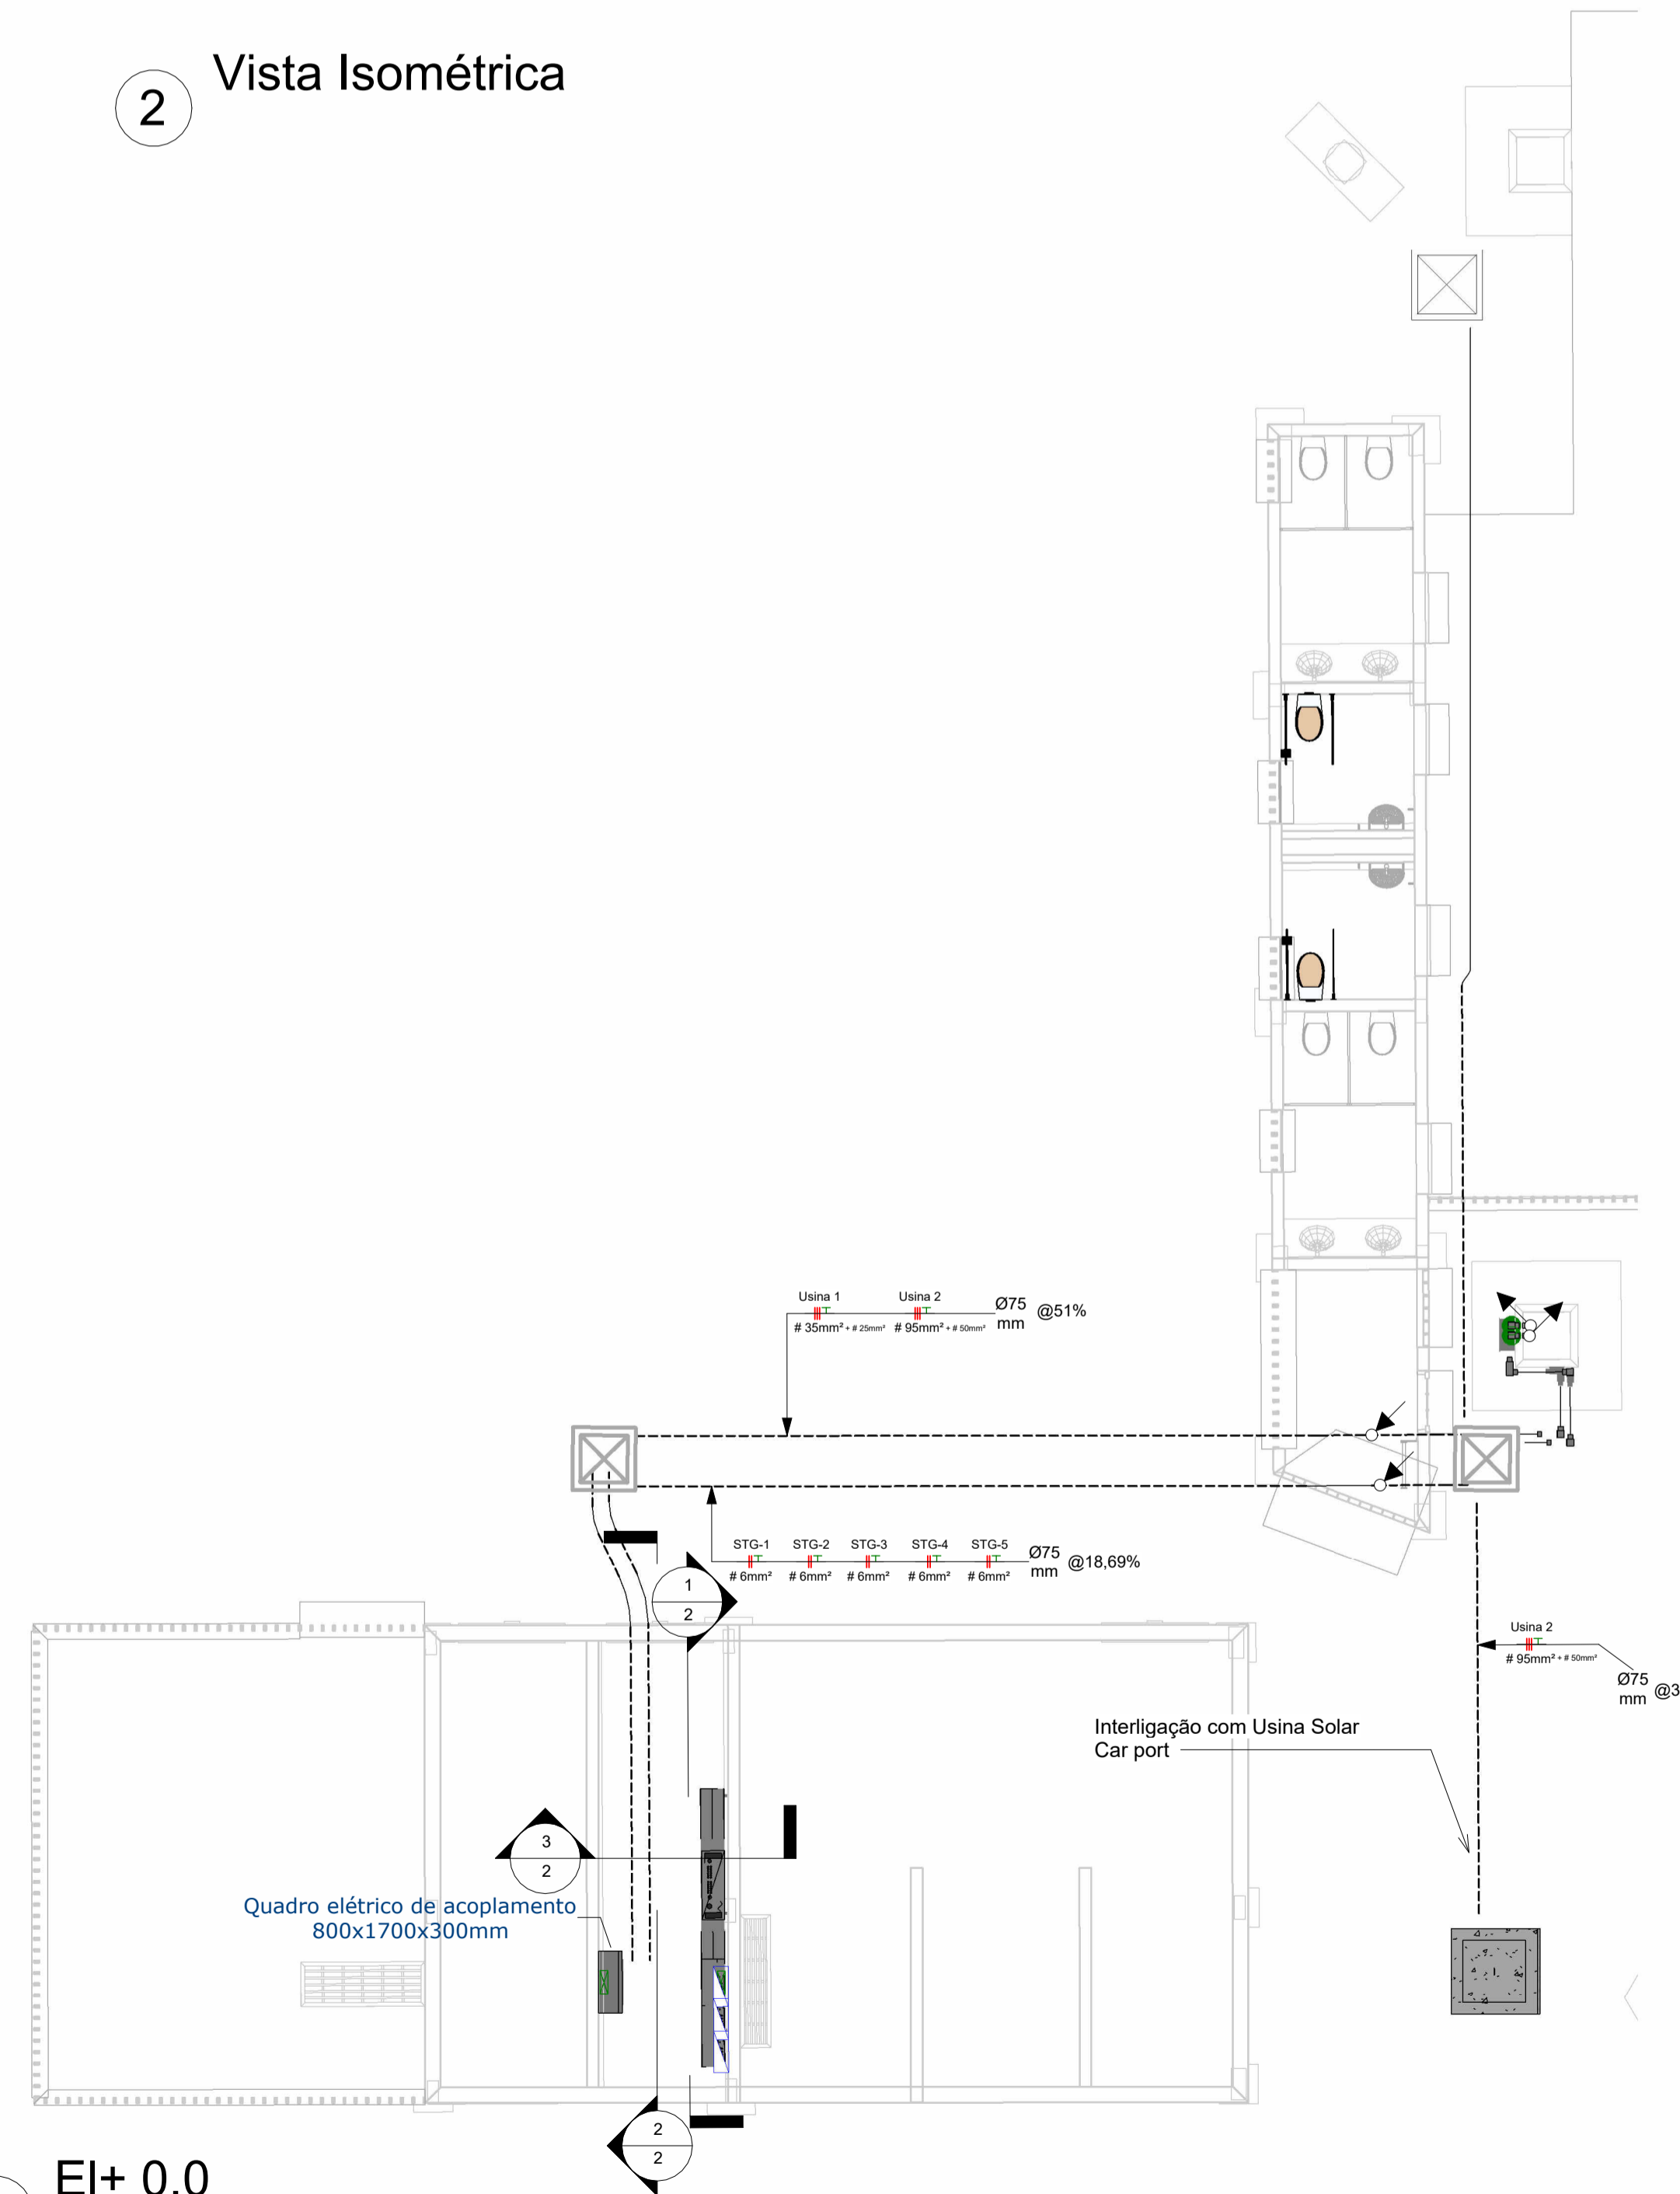 2
Vista Isométrica
Usina 1
Usina 2
Ø75
mm
@51%
# 35mm² + # 25mm²
# 95mm² + # 50mm²
STG-1
STG-2
STG-3
STG-4
STG-5
Ø75
mm
@18,69%
# 6mm²
# 6mm²
# 6mm²
# 6mm²
# 6mm²
1
2
Usina 2
# 95mm² + # 50mm²
Ø75
mm
@3
Interligação com Usina Solar
Car port
3
2
Quadro elétrico de acoplamento
800x1700x300mm
2
2
El+ 0.0